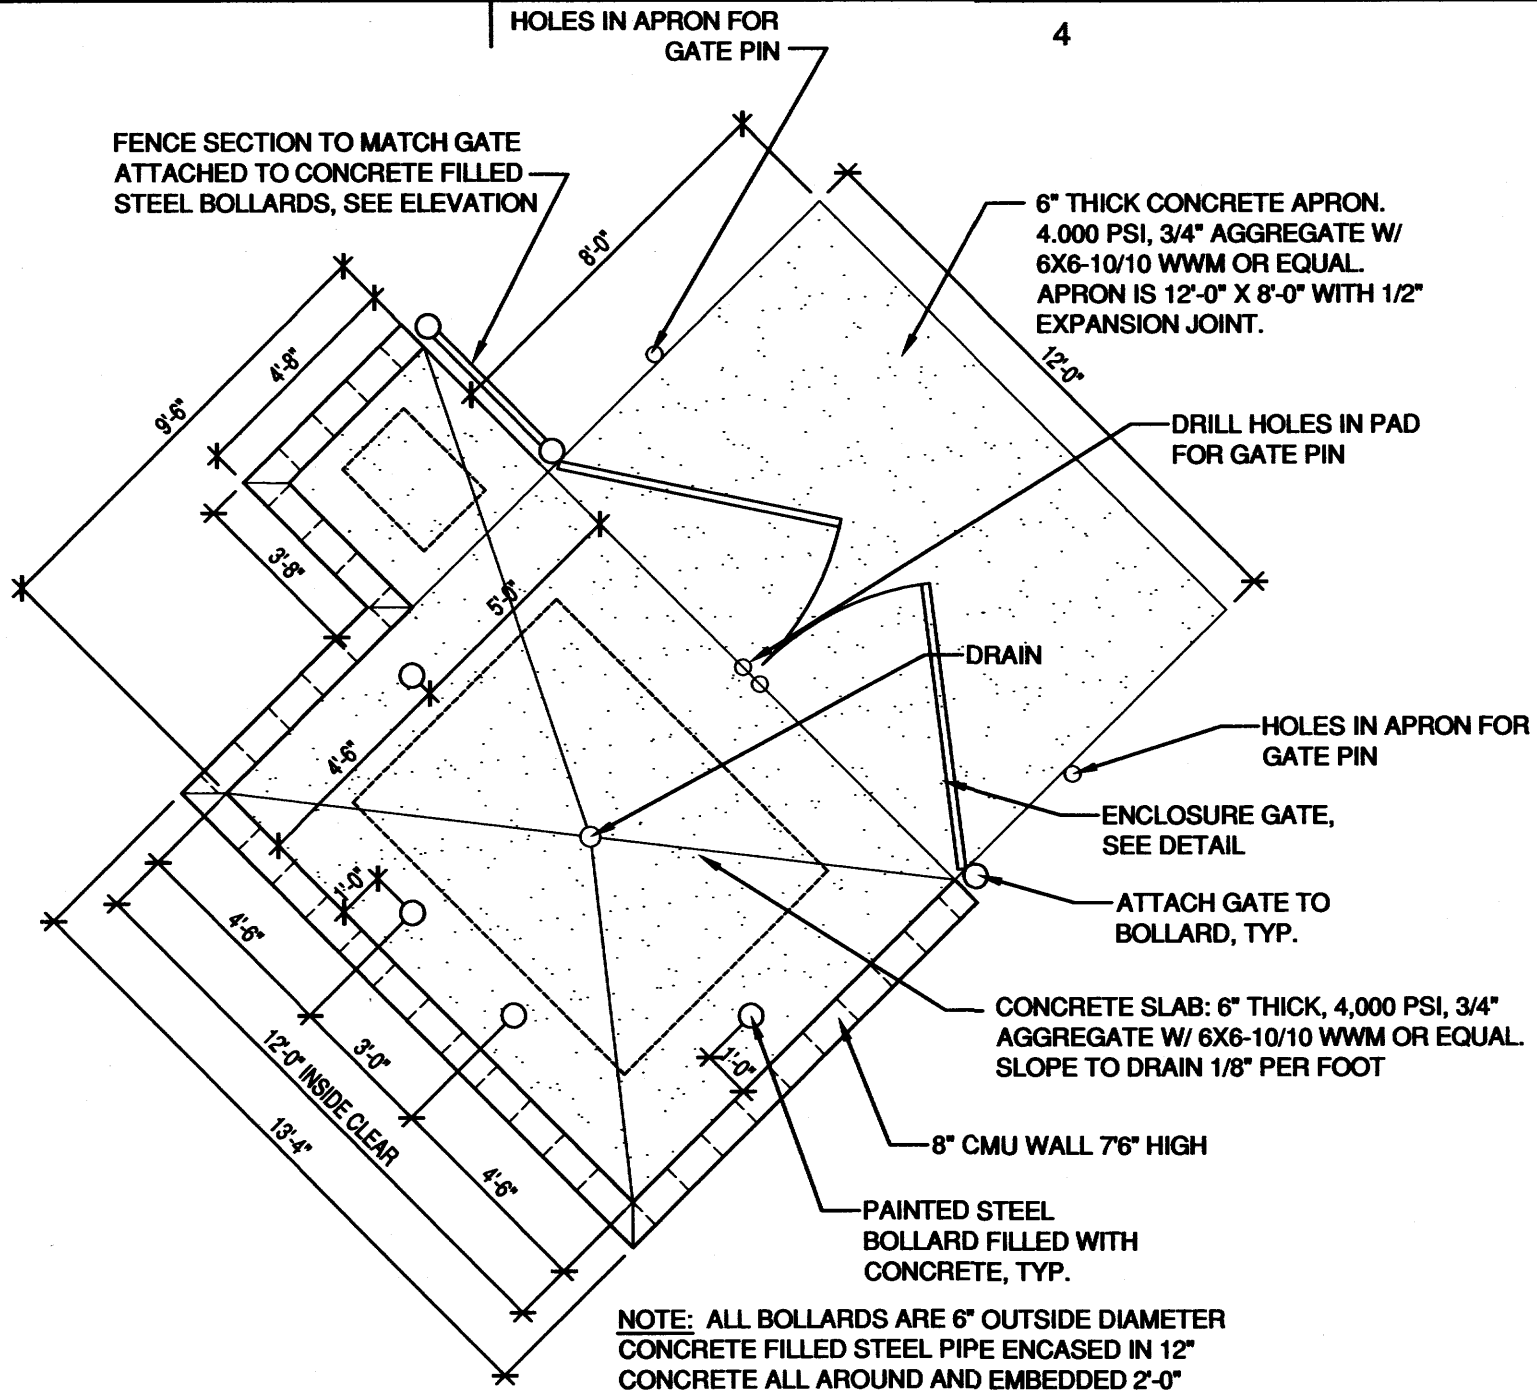 HOLES IN APRON FOR
GATE PIN
4
FENCE SECTION TO MATCH GATE
ATTACHED TO CONCRETE FILLED
STEEL BOLLARDS, SEE ELEVATION
8'-0"
6" THICK CONCRETE APRON.
4.000 PSI, 3/4" AGGREGATE W/
6X6-10/10 WWM OR EQUAL.
APRON IS 12'-0" X 8'-0" WITH 1/2"
EXPANSION JOINT.
12'-0"
4'-8"
9'-6"
DRILL HOLES IN PAD
FOR GATE PIN
3'-8"
DRAIN
HOLES IN APRON FOR
GATE PIN
4'-6"
ENCLOSURE GATE,
SEE DETAIL
1'-0"
ATTACH GATE TO
BOLLARD, TYP.
4'-6"
CONCRETE SLAB: 6" THICK, 4,000 PSI, 3/4"
AGGREGATE W/ 6X6-10/10 WWM OR EQUAL.
SLOPE TO DRAIN 1/8" PER FOOT
3'-0"
1'-0"
12'-0" INSIDE CLEAR
13'-4"
8" CMU WALL 7'6" HIGH
4'-6"
PAINTED STEEL
BOLLARD FILLED WITH
CONCRETE, TYP.
NOTE: ALL BOLLARDS ARE 6" OUTSIDE DIAMETER
CONCRETE FILLED STEEL PIPE ENCASED IN 12"
CONCRETE ALL AROUND AND EMBEDDED 2'-0"